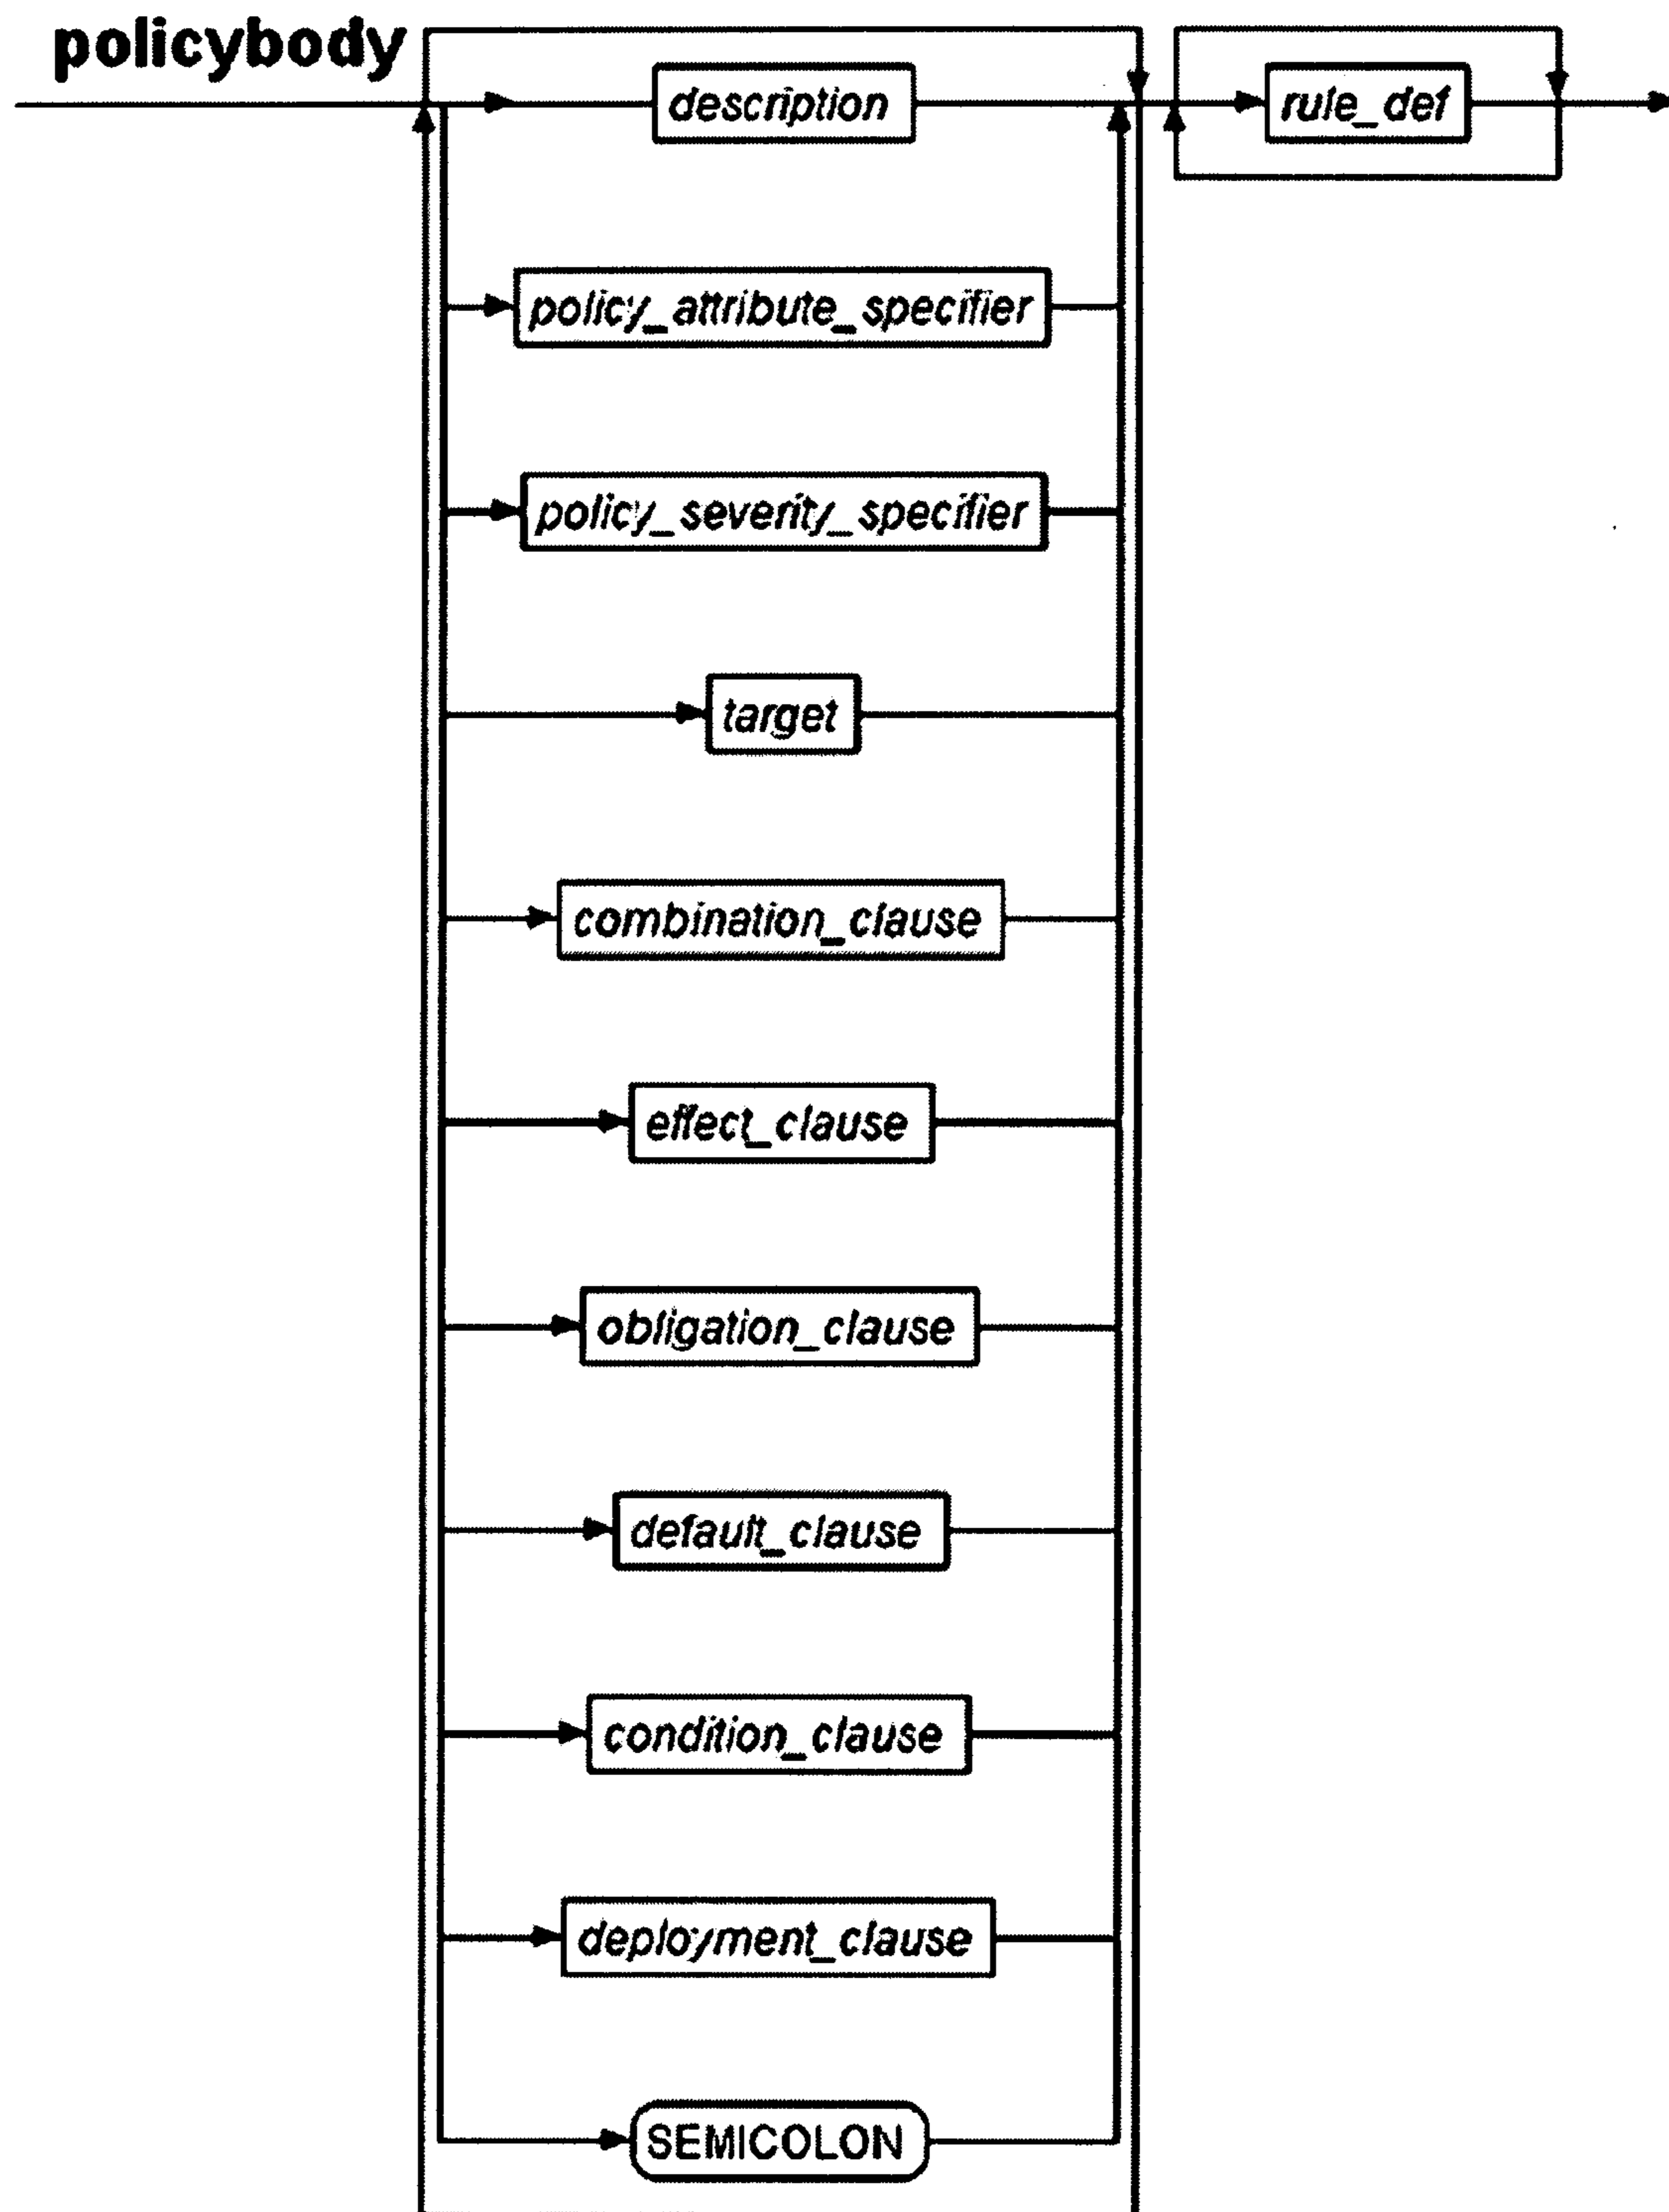 policybody
description
rule_def
policy_attribute_specifier
policy_severity_specifier
target
combination_clause
effect_clause
obligation_clause
default_clause
condition_clause
deployment_clause
SEMICOLON